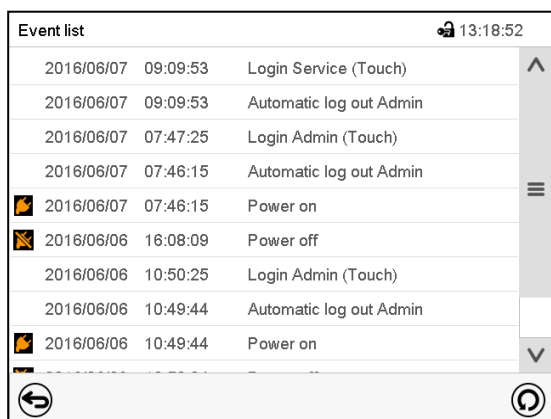 Event list 13:18:52
2016/06/07 09:09:53 Login Service (Touch)
2016/06/07 09:09:53 Automatic log out Admin
2016/06/07 07:47:25 Login Admin (Touch)
2016/06/07 07:46:15 Automatic log out Admin
2016/06/07 07:46:15 Power on
2016/06/06 16:08:09 Power off
2016/06/06 10:50:25 Login Admin (Touch)
2016/06/06 10:49:44 Automatic log out Admin
2016/06/06 10:49:44 Power on